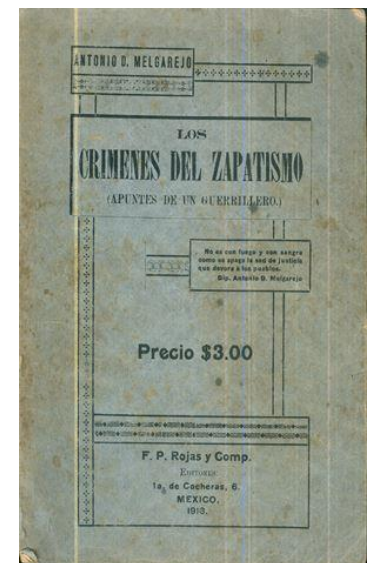 ANTONIO D. MELGAREJO
LOS
CRIMENES DEL ZAPATISMO
(APUNTES DE UN GUERRILLERO.)
No es con fuego y con sangre
como se apaga la sed de justicia
que devora a los pueblos.
Dip. Antonio D. Melgarejo
Precio $3.00
F. P. Rojas y Comp.
EDITORES
1a, de Cocheras, 6.
MEXICO.
1913.